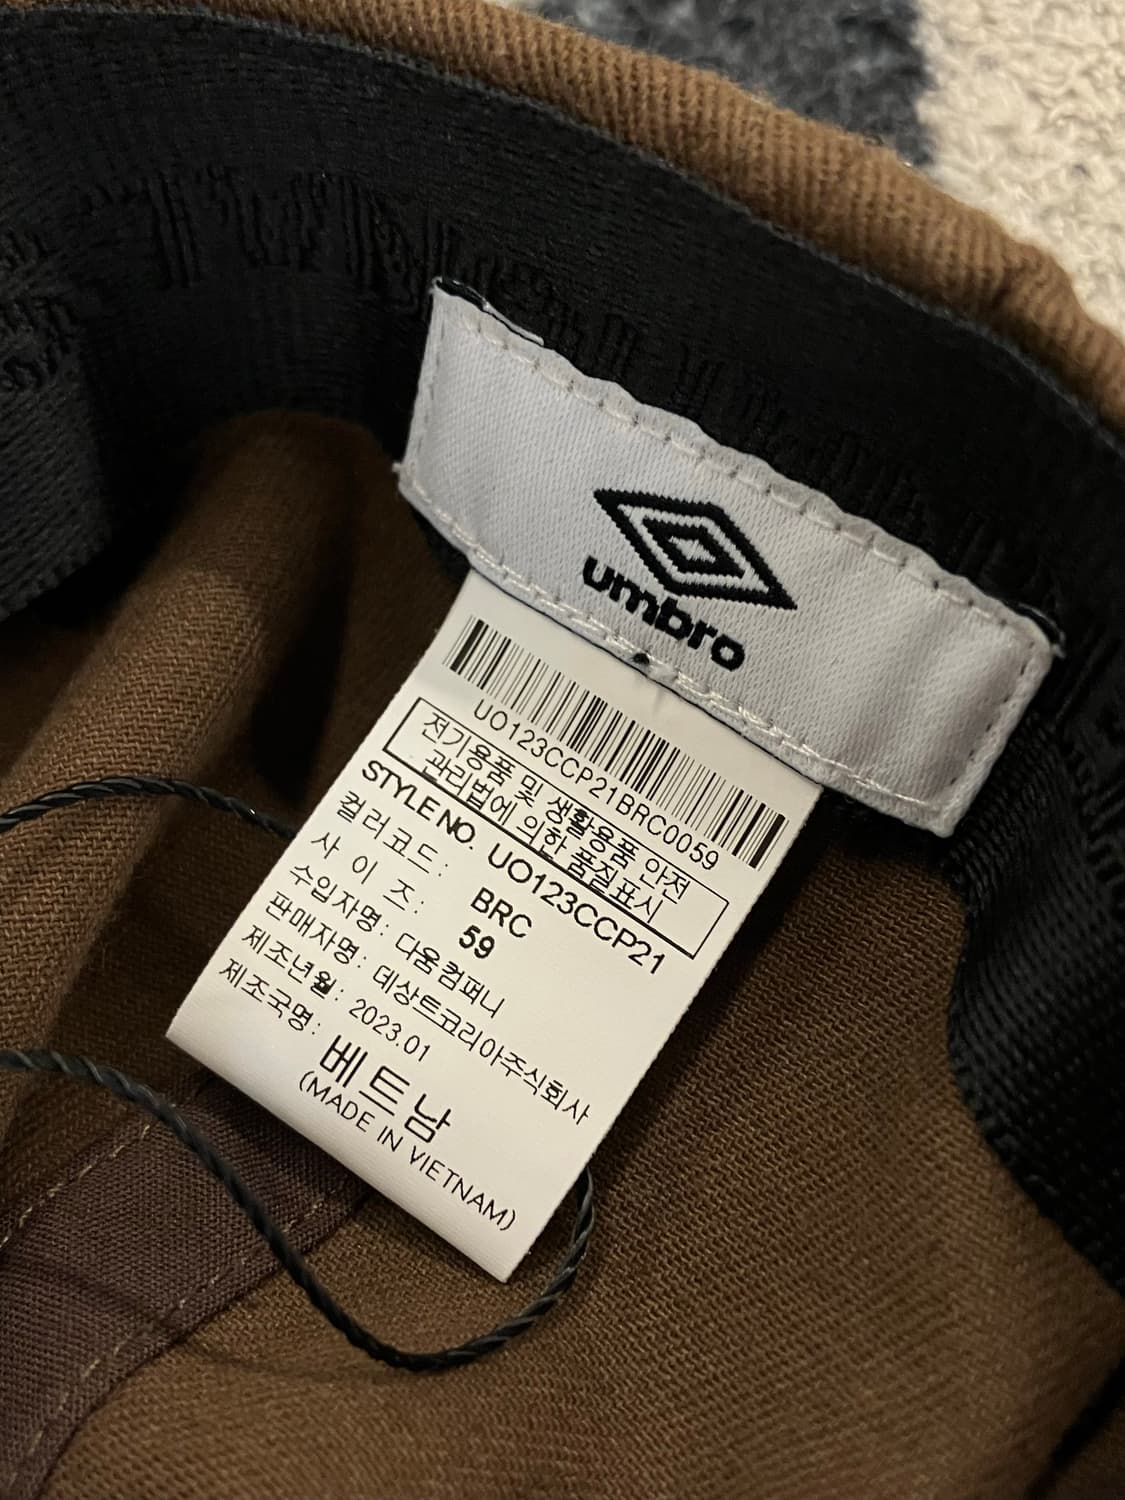 umbro
UO123CCP21BRC0059
전기용품 및 생활용품 안전
관리법에 의한 품질표시
STYLE NO. UO123CCP21
컬러코드: BRC
사 이 즈: 59
수입자명: 다움컴퍼니
판매자명: 데상트코리아주식회사
제조년월: 2023.01
제조국명:
베트남
(MADE IN VIETNAM)